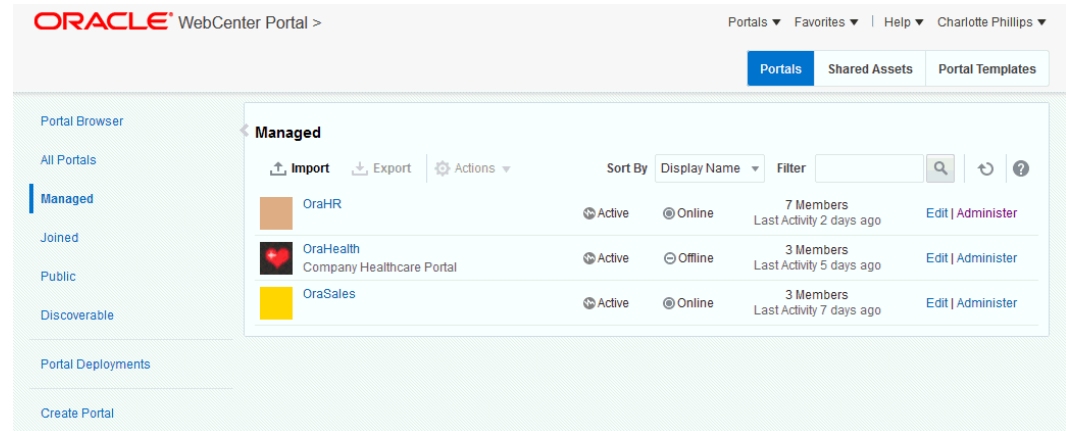 ORACLE® WebCenter Portal >
Portals Favorites | Help Charlotte Phillips
Portals Shared Assets Portal Templates
Portal Browser
All Portals
Managed
Joined
Public
Discoverable
Portal Deployments
Create Portal
Managed
Import Export Actions Sort By Display Name Filter
OraHR Active Online 7 Members Edit | Administer
Last Activity 2 days ago
OraHealth Active Offline 3 Members Edit | Administer
Company Healthcare Portal Last Activity 5 days ago
OraSales Active Online 3 Members Edit | Administer
Last Activity 7 days ago